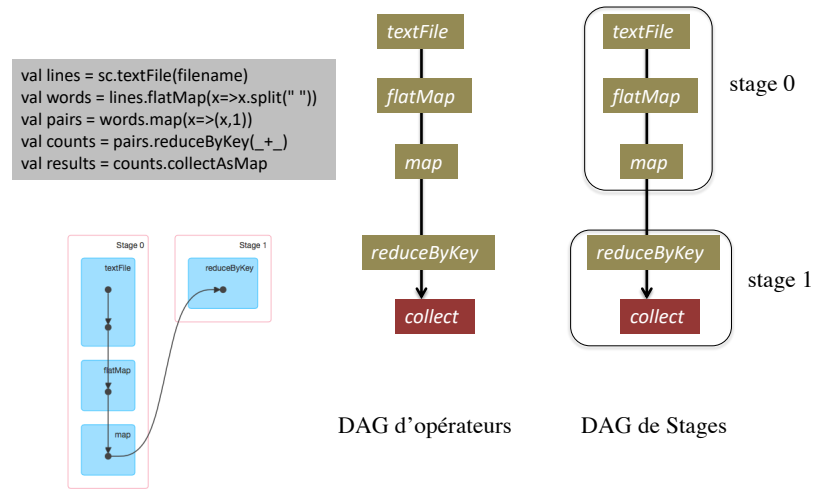 val lines = sc.textFile(filename)
val words = lines.flatMap(x=>x.split(" "))
val pairs = words.map(x=>(x,1))
val counts = pairs.reduceByKey(_+_)
val results = counts.collectAsMap
Stage 0
textFile
flatMap
map
Stage 1
reduceByKey
textFile
flatMap
map
reduceByKey
collect
DAG d’opérateurs
textFile
flatMap
map
stage 0
reduceByKey
collect
stage 1
DAG de Stages